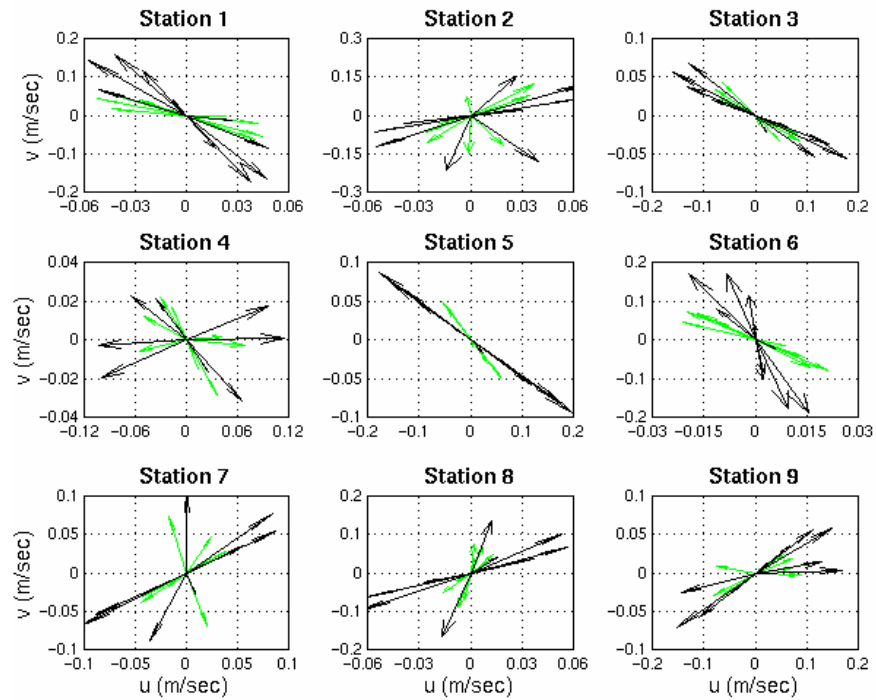 Station 1 Station 2 Station 3
0.2 0.3 0.2
0.1 0.15 0.05
v (m/sec) 0 0 0
−0.1 −0.15 −0.05
−0.2 −0.3 0.1
−0.06 −0.03 0 0.03 0.06 −0.06 −0.03 0 0.03 0.06 −0.2 −0.1 0 0.1 0.2
Station 4 Station 5 Station 6
0.04 0.1 0.2
0.02 0.05 0.1
v (m/sec) 0 0 0
−0.02 −0.05 −0.1
−0.04 −0.1 0.2
−0.12 −0.06 0 0.06 0.12 −0.2 −0.1 0 0.1 0.2 −0.03 −0.015 0 0.015 0.03
Station 7 Station 8 Station 9
0.1 0.2 0.1
0.05 0.1 0.05
v (m/sec) 0 0 0
−0.05 −0.1 −0.05
−0.1 −0.2 −0.1
−0.1 −0.05 0 0.05 0.1 −0.06 −0.03 0 0.03 0.06 −0.2 −0.1 0 0.1 0.2
u (m/sec) u (m/sec) u (m/sec)